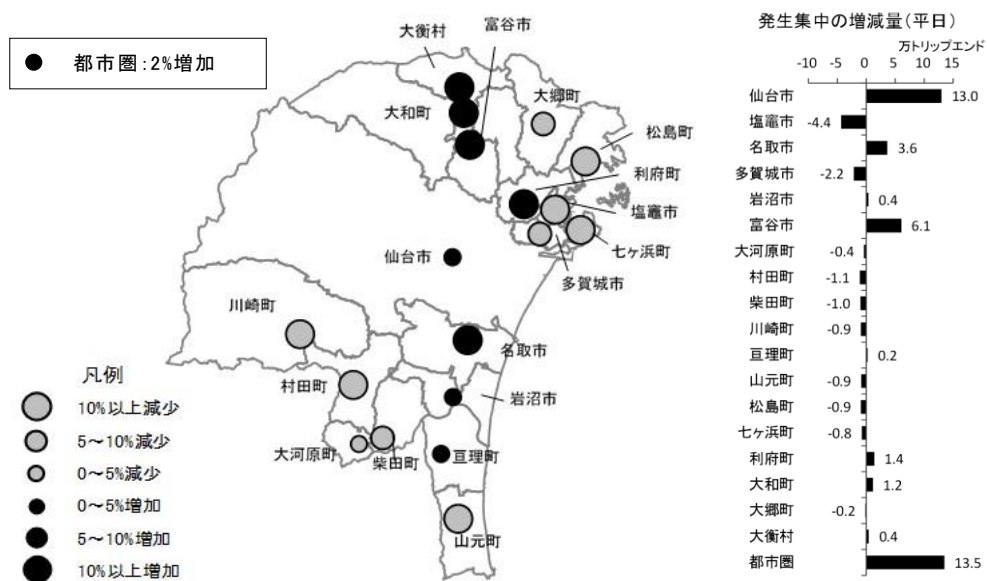 ● 都市圏:2%増加
大衡村
富谷市
大和町
大郷町
松島町
利府町
塩竈市
七ヶ浜町
多賀城市
仙台市
川崎町
名取市
村田町
岩沼市
大河原町
柴田町
亘理町
山元町
凡例
10%以上減少
5～10%減少
0～5%減少
0～5%増加
5～10%増加
10%以上増加
発生集中の増減量(平日)
万トリップエンド
-10 -5 0 5 10 15
仙台市 13.0
塩竈市 -4.4
名取市 3.6
多賀城市 -2.2
岩沼市 0.4
富谷市 6.1
大河原町 -0.4
村田町 -1.1
柴田町 -1.0
川崎町 -0.9
亘理町 0.2
山元町 -0.9
松島町 -0.9
七ヶ浜町 -0.8
利府町 1.4
大和町 1.2
大郷町 -0.2
大衡村 0.4
都市圏 13.5